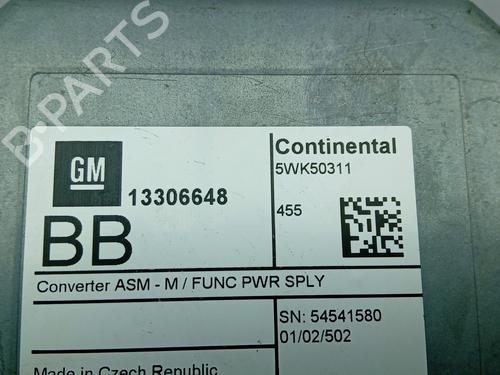 GM
13306648
BB
Continental
5WK50311
455
Converter ASM - M / FUNC PWR SPLY
SN: 54541580
01/02/502
Made in Czech Republic
B-PARTS